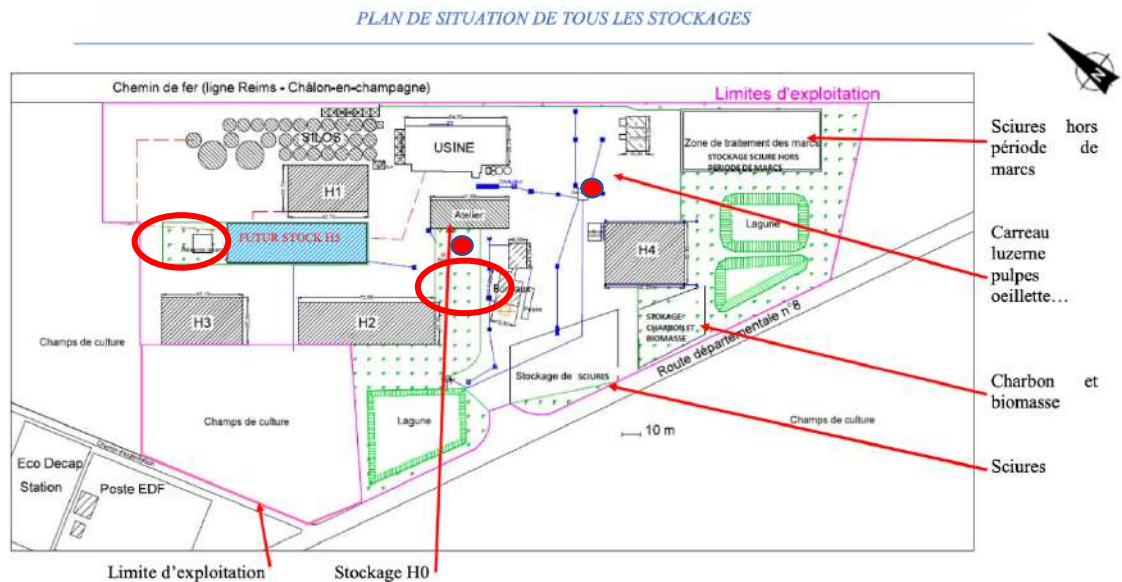 PLAN DE SITUATION DE TOUS LES STOCKAGES
N
Chemin de fer (ligne Reims - Châlon-en-champagne)
Limites d'exploitation
SILOS
USINE
Zone de traitement des marcs
STOCKAGE SCIURE HORS
PERIODE DE MARCS
Sciures hors
période de
marcs
H1
Atelier
Lagune
FUTUR STOCK H5
H4
Carreau
luzerne
pulpes
oeillette…
Bureaux
H3
H2
STOKAGE
CHARBON ET
BIOMASSE
Route départementale n°8
Champs de culture
Stockage de SCIURES
Charbon et
biomasse
Champs de culture
Lagune
10 m
Champs de culture
Sciures
Eco Decap
Station
Poste EDF
Limite d'exploitation
Stockage H0